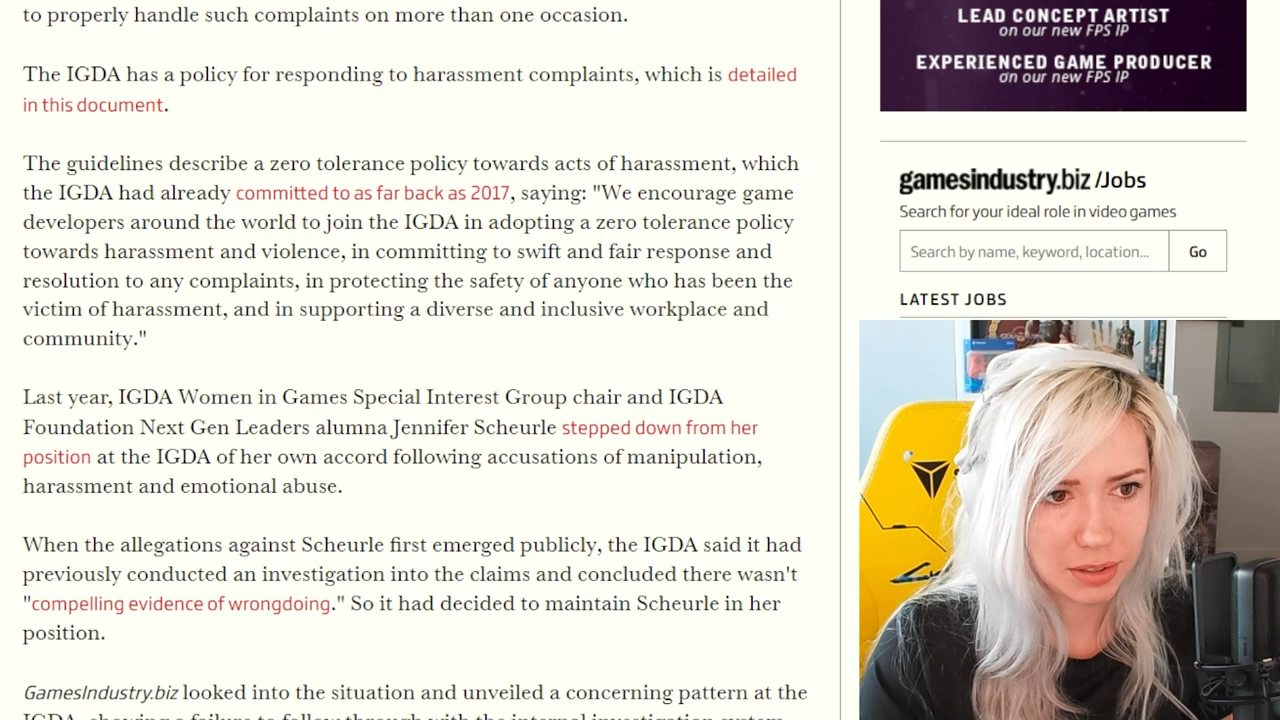 to properly handle such complaints on more than one occasion.
The IGDA has a policy for responding to harassment complaints, which is detailed
in this document.
The guidelines describe a zero tolerance policy towards acts of harassment, which
the IGDA had already committed to as far back as 2017, saying: "We encourage game
developers around the world to join the IGDA in adopting a zero tolerance policy
towards harassment and violence, in committing to swift and fair response and
resolution to any complaints, in protecting the safety of anyone who has been the
victim of harassment, and in supporting a diverse and inclusive workplace and
community."
Last year, IGDA Women in Games Special Interest Group chair and IGDA
Foundation Next Gen Leaders alumna Jennifer Scheurle stepped down from her
position at the IGDA of her own accord following accusations of manipulation,
harassment and emotional abuse.
When the allegations against Scheurle first emerged publicly, the IGDA said it had
previously conducted an investigation into the claims and concluded there wasn't
"compelling evidence of wrongdoing." So it had decided to maintain Scheurle in her
position.
GamesIndustry.biz looked into the situation and unveiled a concerning pattern at the
IGDA, showing a failure to follow through with the internal investigation system
LEAD CONCEPT ARTIST
on our new FPS IP
EXPERIENCED GAME PRODUCER
on our new FPS IP
gamesindustry.biz /Jobs
Search for your ideal role in video games
Search by name, keyword, location... Go
LATEST JOBS